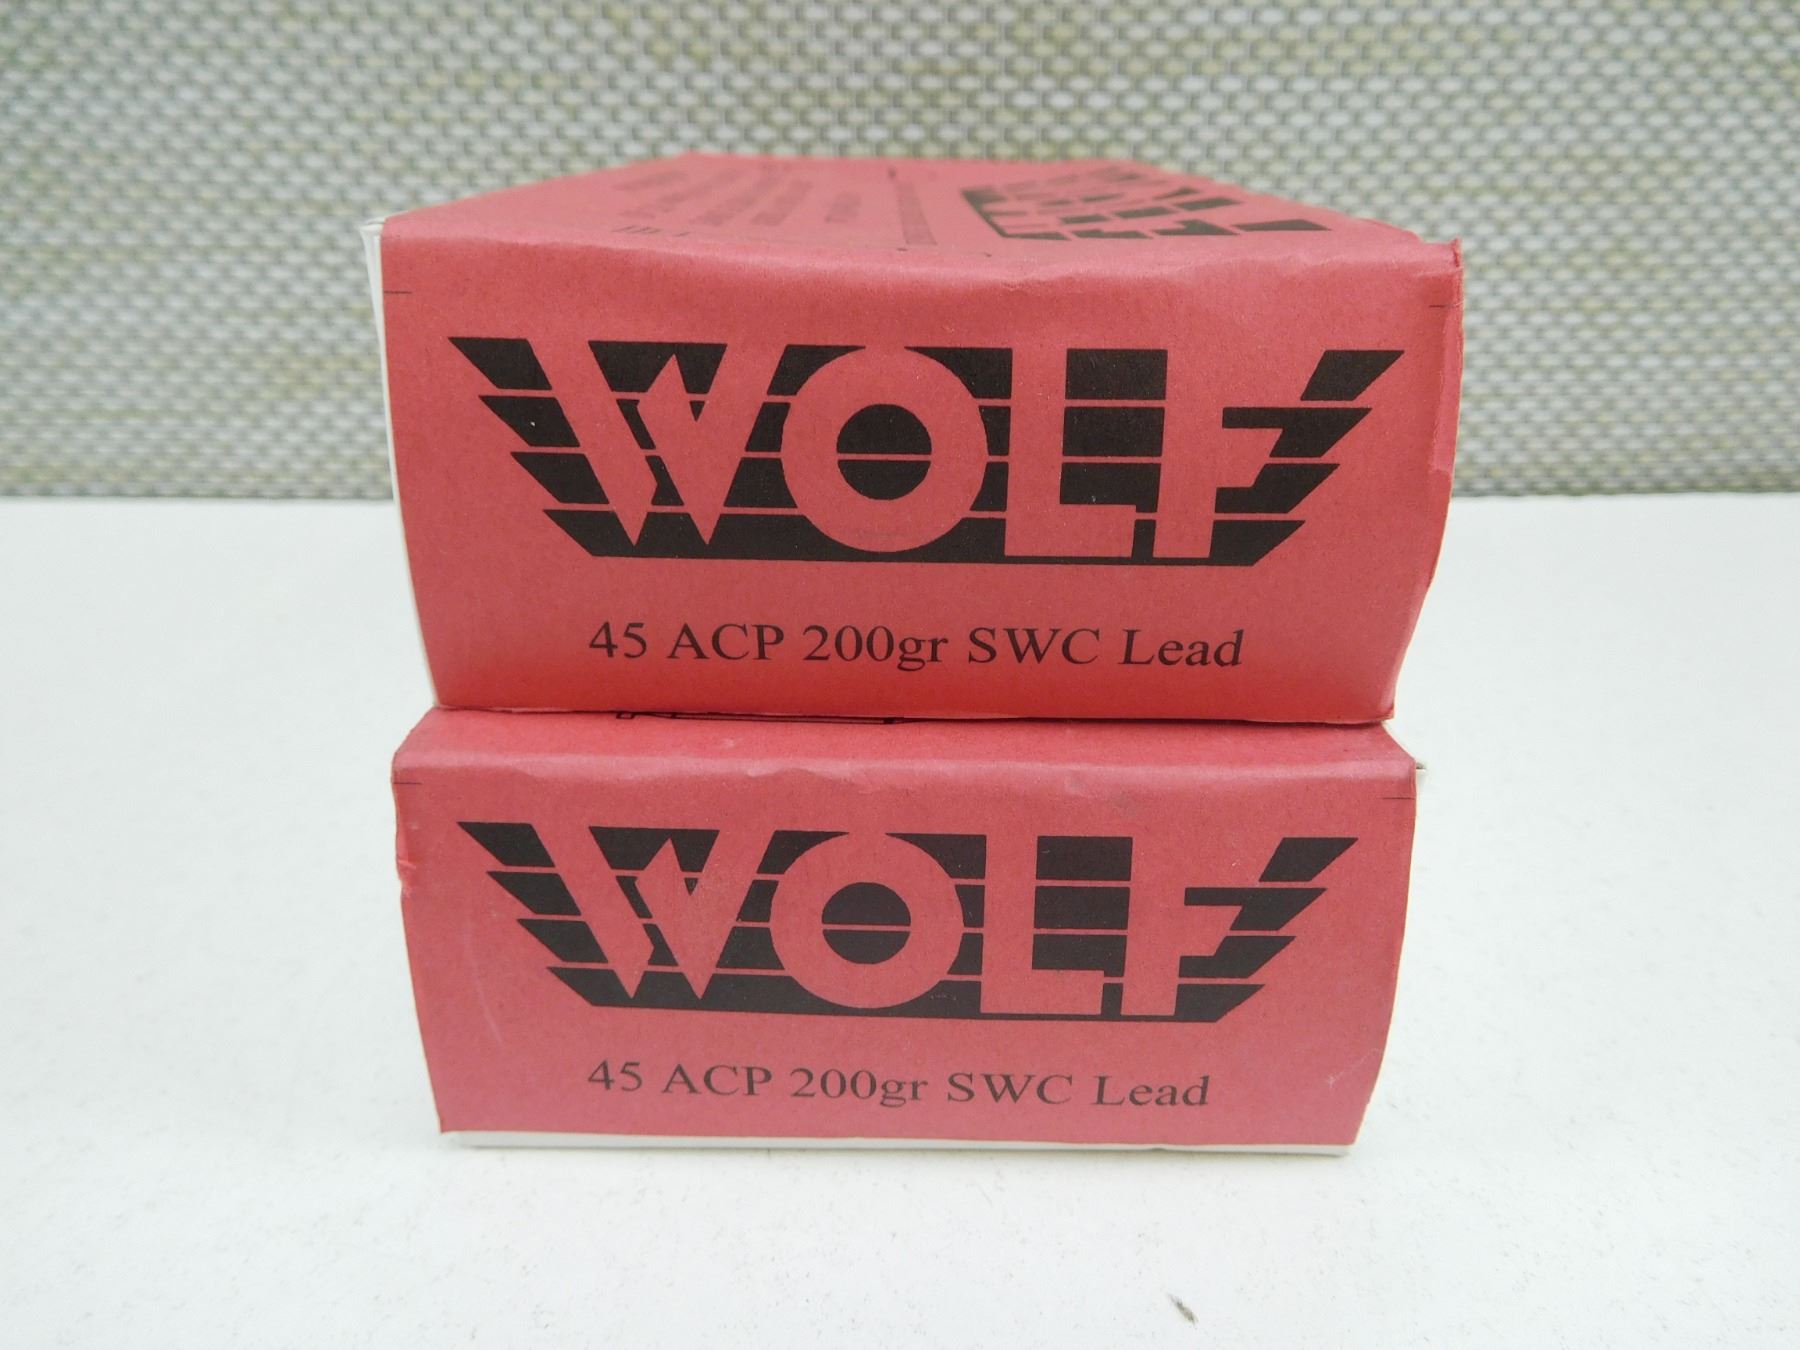 WOLF
45 ACP 200gr SWC Lead
WOLF
45 ACP 200gr SWC Lead